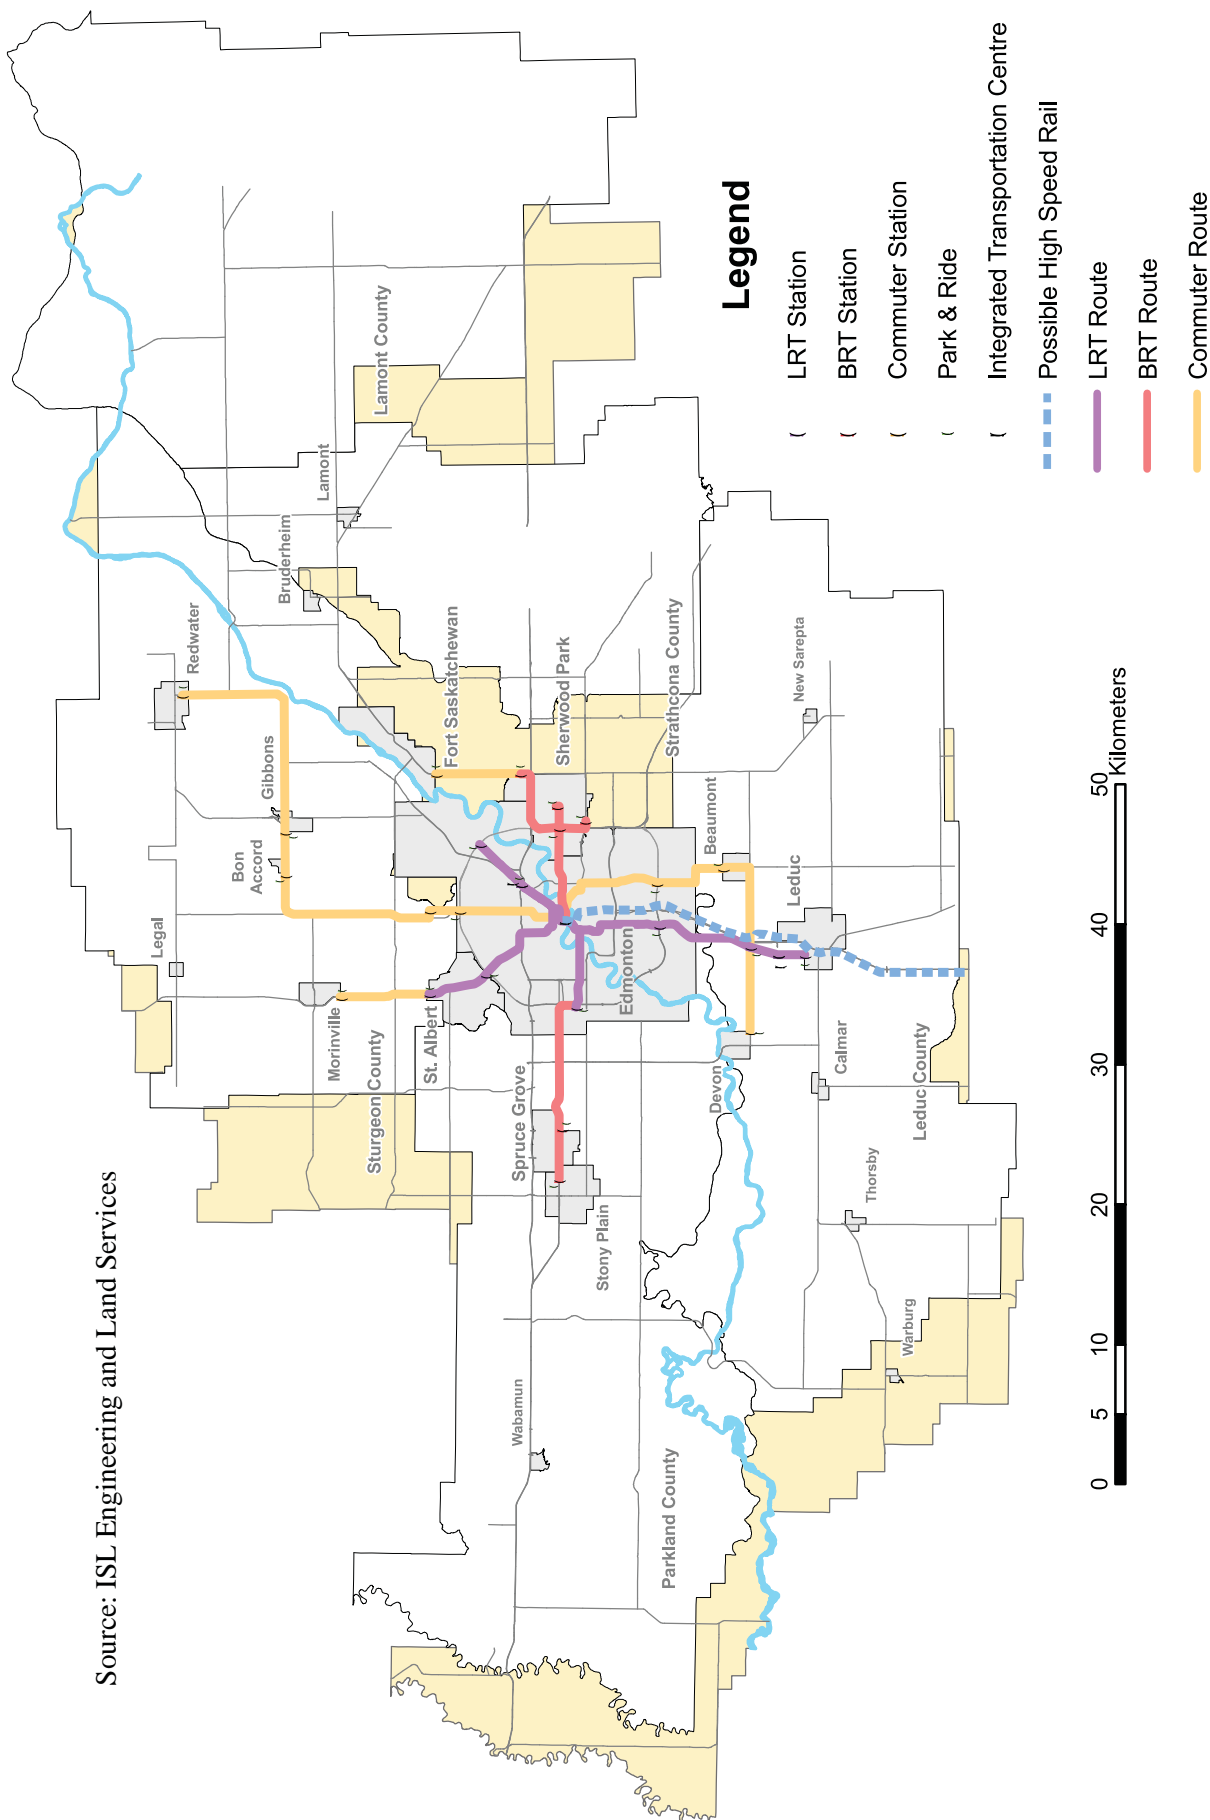 Source: ISL Engineering and Land Services
Legal
Redwater
Bon
Accord
Gibbons
Bruderheim
Lamont
Morinville
Sturgeon County
Lamont County
St. Albert
Fort Saskatchewan
Wabamun
Spruce Grove
Sherwood Park
Stony Plain
Edmonton
Parkland County
Strathcona County
Devon
Beaumont
Leduc
New Sarepta
Calmar
Thorsby
Warburg
Leduc County
0
5
10
20
30
40
50
Kilometers
Legend
LRT Station
BRT Station
Commuter Station
Park & Ride
Integrated Transportation Centre
Possible High Speed Rail
LRT Route
BRT Route
Commuter Route